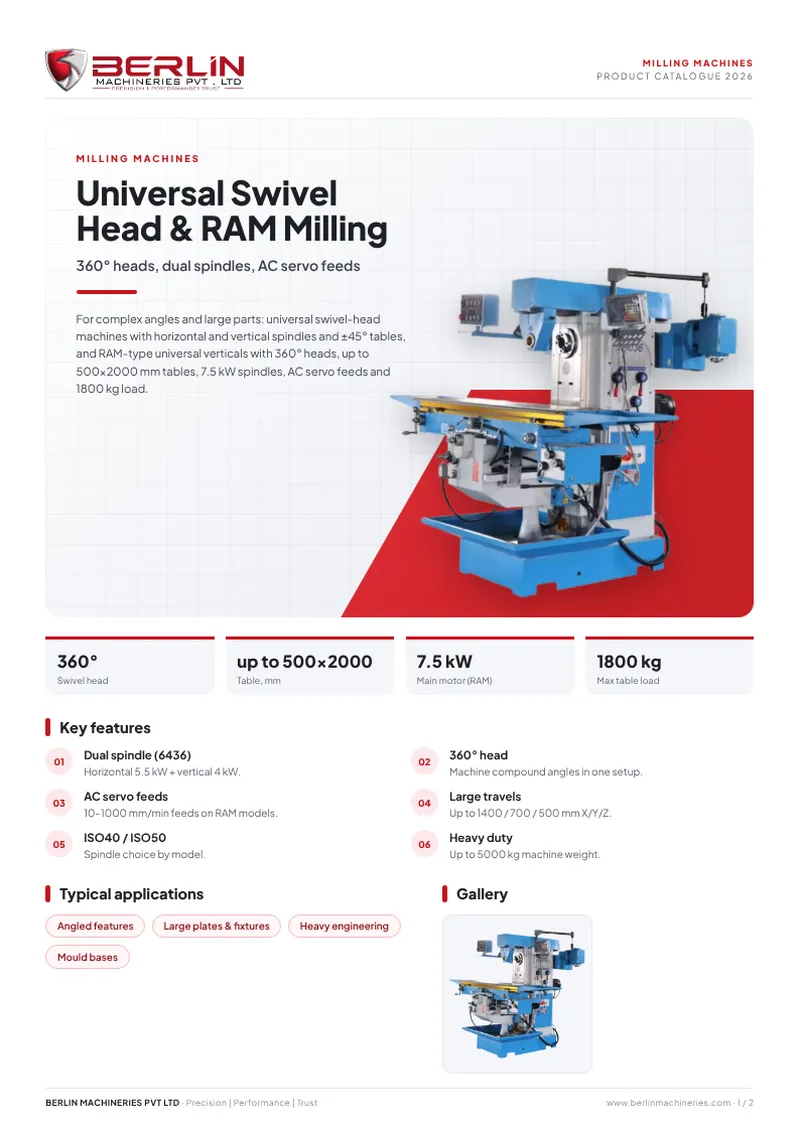 BERLIN
MACHINERIES PVT . LTD
MILLING MACHINES
PRODUCT CATALOGUE 2026
MILLING MACHINES
Universal Swivel
Head & RAM Milling
360° heads, dual spindles, AC servo feeds
For complex angles and large parts: universal swivel-head
machines with horizontal and vertical spindles and ±45° tables,
and RAM-type universal verticals with 360° heads, up to
500×2000 mm tables, 7.5 kW spindles, AC servo feeds and
1800 kg load.
360°
Swivel head
up to 500×2000
Table, mm
7.5 kW
Main motor (RAM)
1800 kg
Max table load
Key features
01
Dual spindle (6436)
Horizontal 5.5 kW + vertical 4 kW.
02
360° head
Machine compound angles in one setup.
03
AC servo feeds
10–1000 mm/min feeds on RAM models.
04
Large travels
Up to 1400 / 700 / 500 mm X/Y/Z.
05
ISO40 / ISO50
Spindle choice by model.
06
Heavy duty
Up to 5000 kg machine weight.
Typical applications
Angled features
Large plates & fixtures
Heavy engineering
Mould bases
Gallery
BERLIN MACHINERIES PVT LTD · Precision | Performance | Trust
www.berlinmachineries.com · 1 / 2